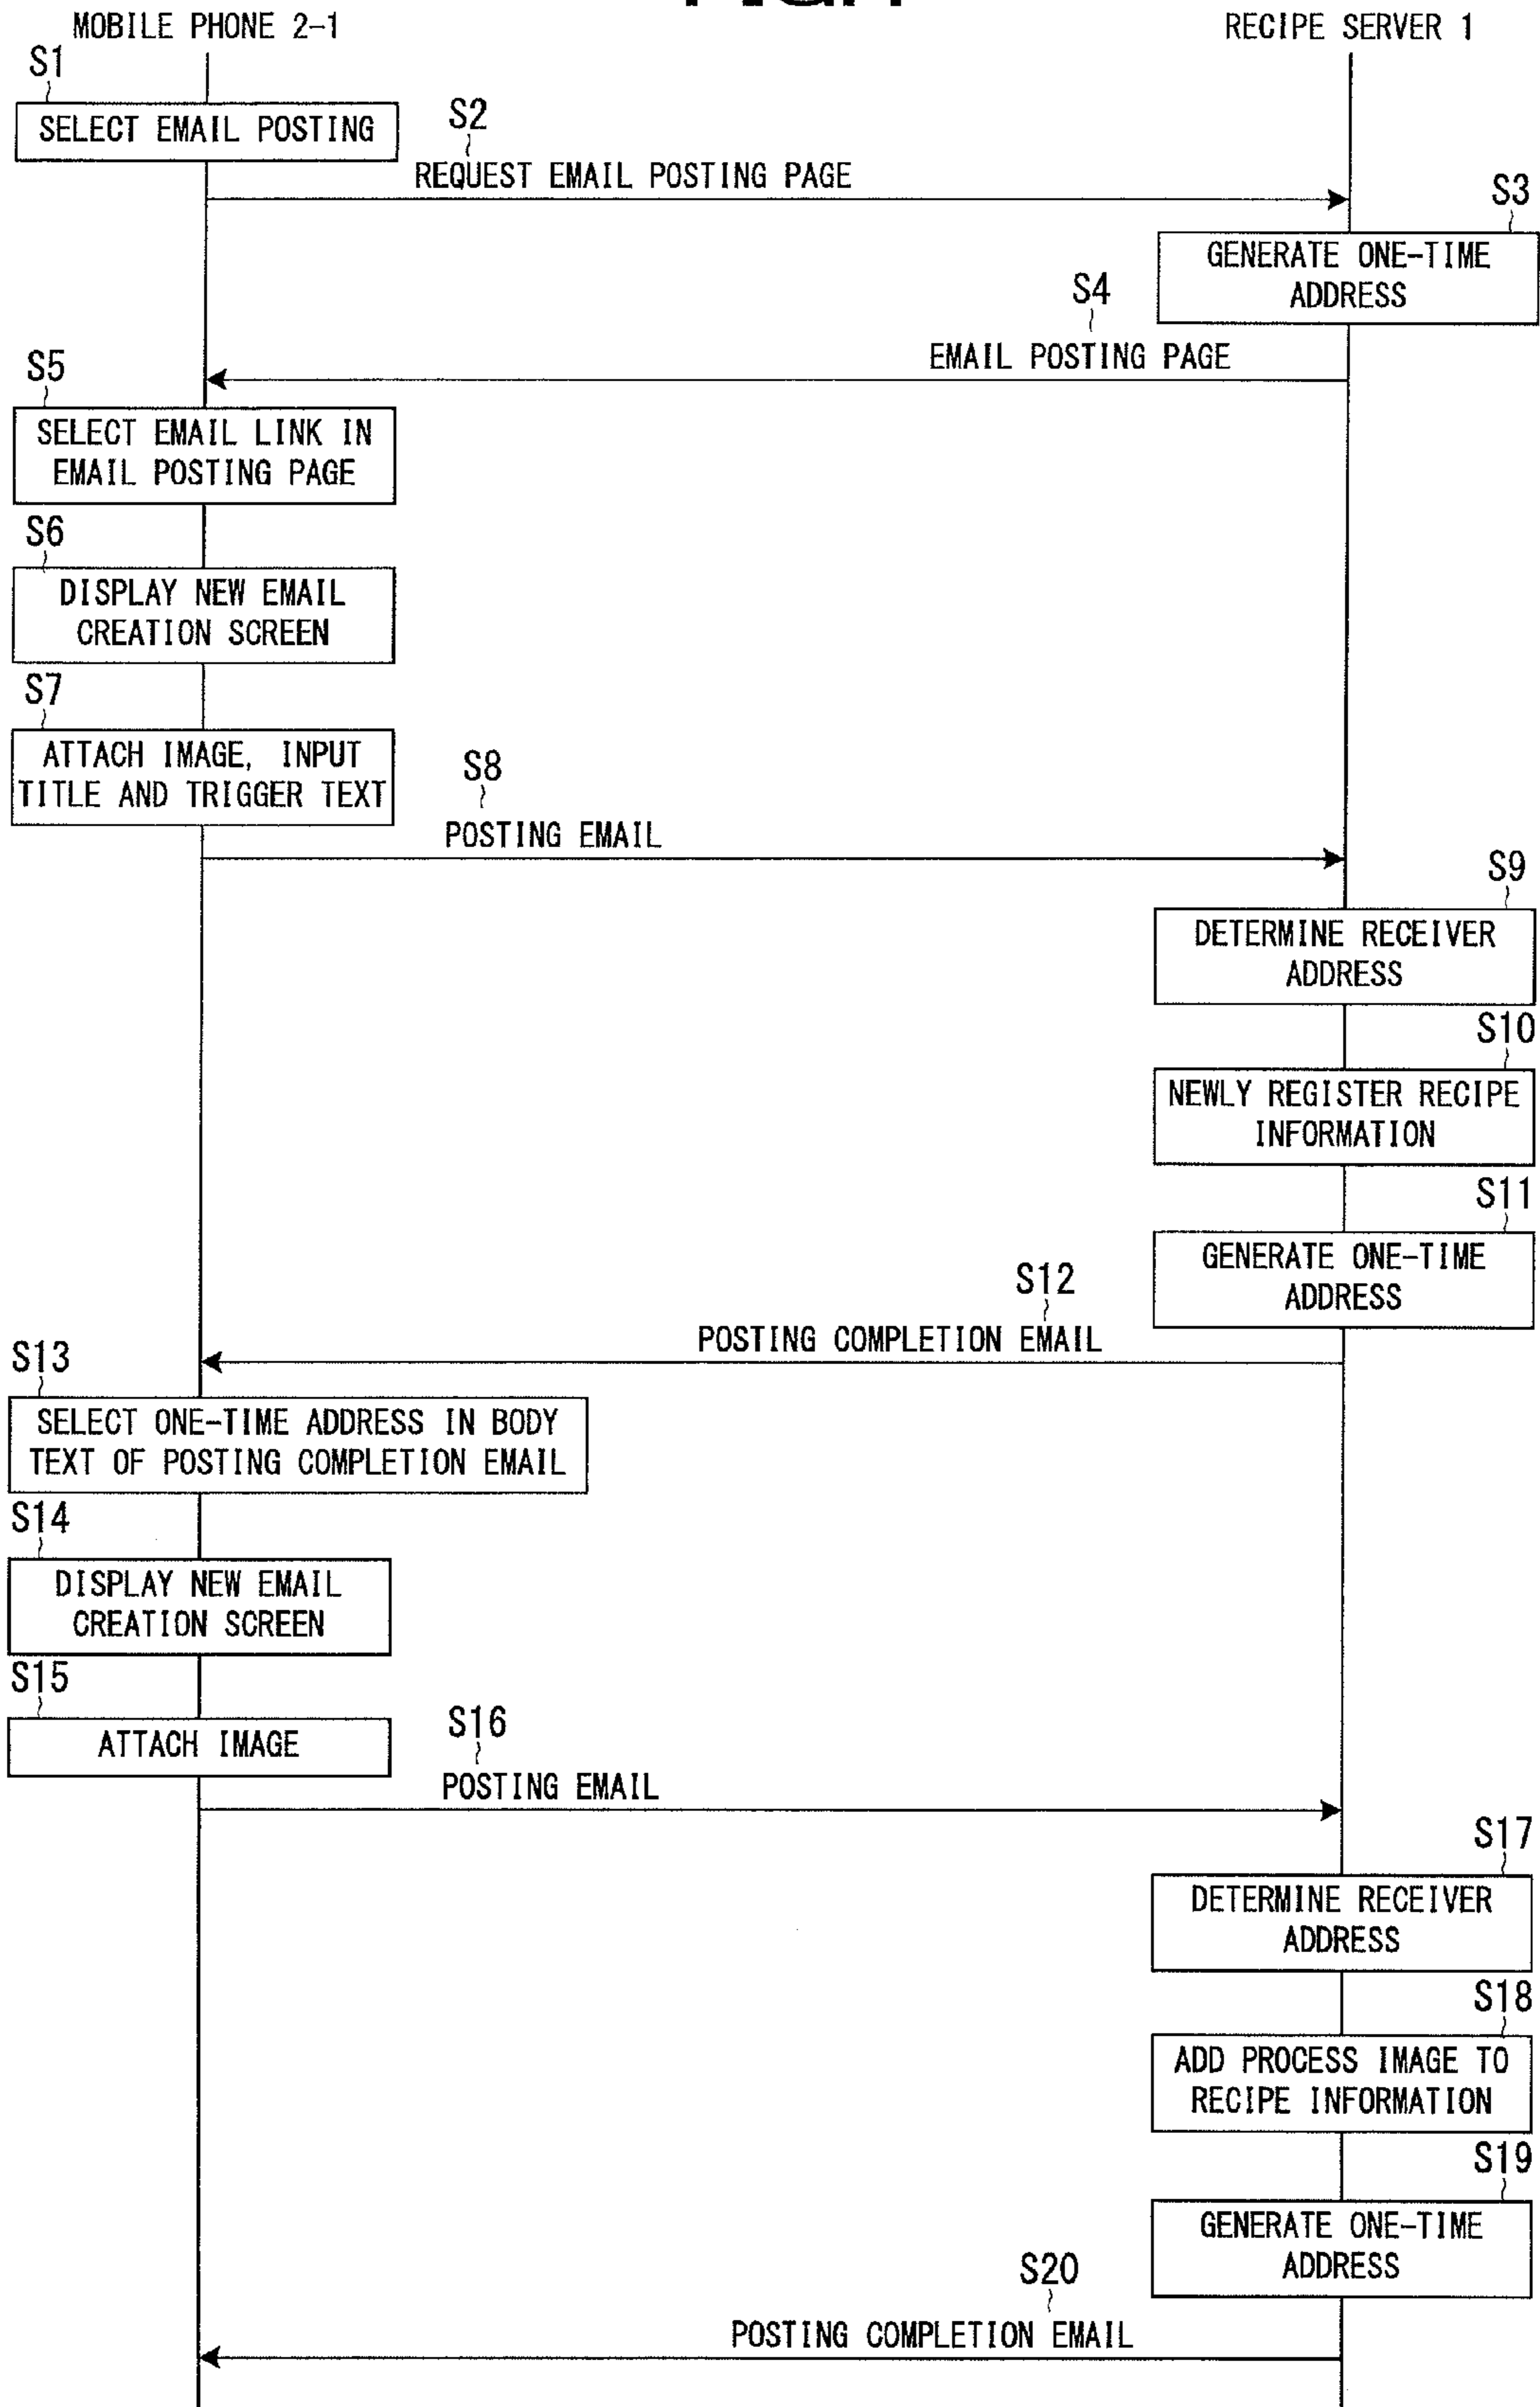 MOBILE PHONE 2-1
RECIPE SERVER 1
S1
SELECT EMAIL POSTING
S2
REQUEST EMAIL POSTING PAGE
S3
GENERATE ONE-TIME
ADDRESS
S4
EMAIL POSTING PAGE
S5
SELECT EMAIL LINK IN
EMAIL POSTING PAGE
S6
DISPLAY NEW EMAIL
CREATION SCREEN
S7
ATTACH IMAGE, INPUT
TITLE AND TRIGGER TEXT
S8
POSTING EMAIL
S9
DETERMINE RECEIVER
ADDRESS
S10
NEWLY REGISTER RECIPE
INFORMATION
S11
GENERATE ONE-TIME
ADDRESS
S12
POSTING COMPLETION EMAIL
S13
SELECT ONE-TIME ADDRESS IN BODY
TEXT OF POSTING COMPLETION EMAIL
S14
DISPLAY NEW EMAIL
CREATION SCREEN
S15
ATTACH IMAGE
S16
POSTING EMAIL
S17
DETERMINE RECEIVER
ADDRESS
S18
ADD PROCESS IMAGE TO
RECIPE INFORMATION
S19
GENERATE ONE-TIME
ADDRESS
S20
POSTING COMPLETION EMAIL